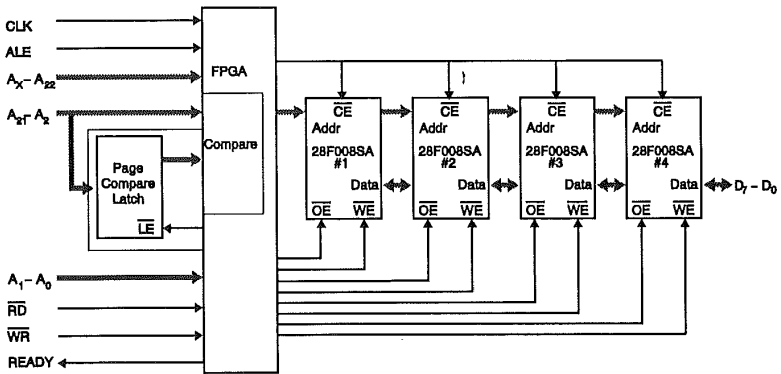 CLK
ALE
AX – A22
A21 – A2
Page
Compare
Latch
LE
FPGA
Compare
A1 – A0
RD
WR
READY
CE
Addr
28F008SA
#1
Data
OE WE
CE
Addr
28F008SA
#2
Data
OE WE
CE
Addr
28F008SA
#3
Data
OE WE
CE
Addr
28F008SA
#4
Data
OE WE
D7 – D0